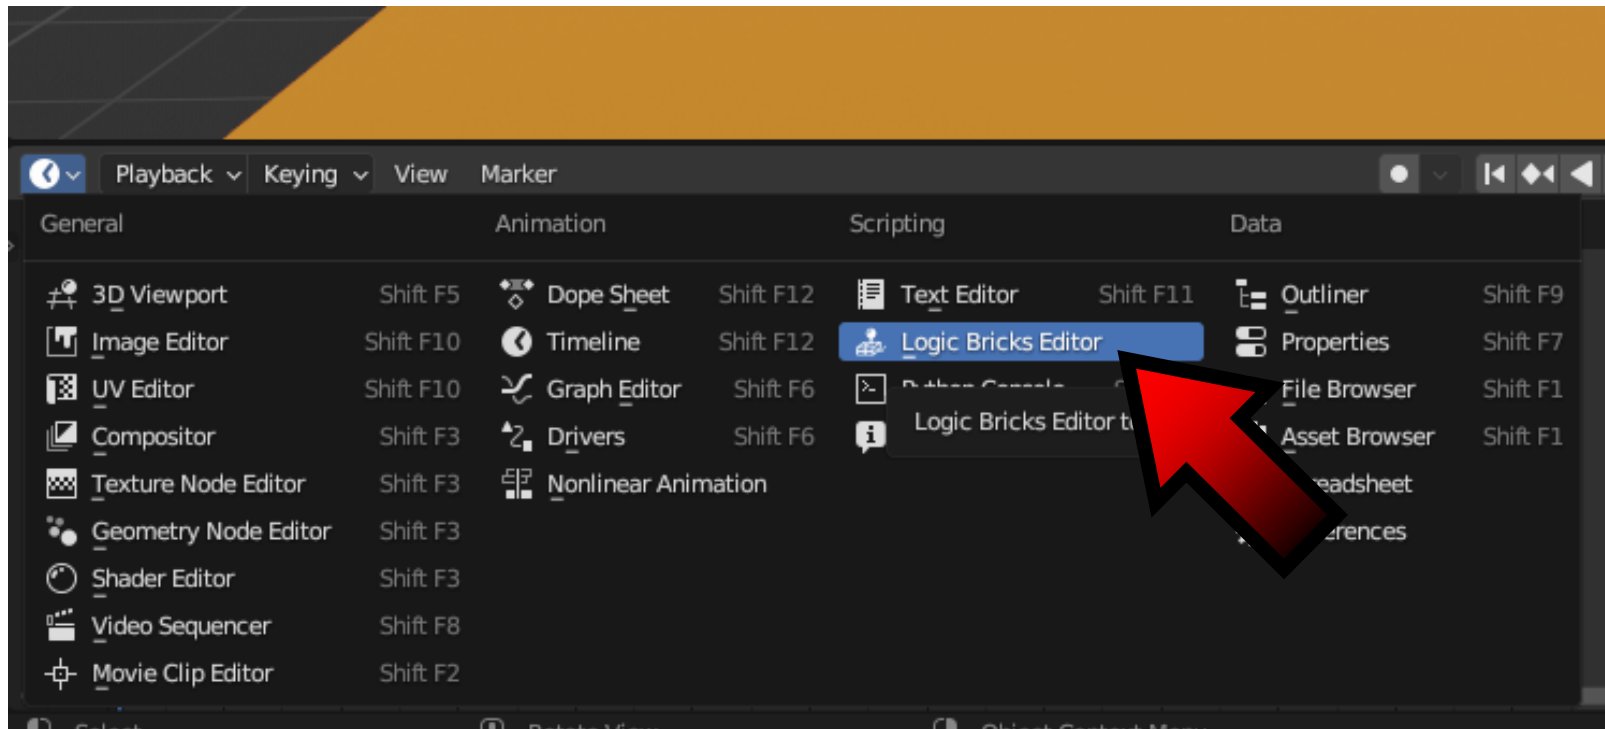 Playback Keying View Marker
General Animation Scripting Data
3D Viewport Shift F5 Dope Sheet Shift F12 Text Editor Shift F11 Outliner Shift F9
Image Editor Shift F10 Timeline Shift F12 Logic Bricks Editor Properties Shift F7
UV Editor Shift F10 Graph Editor Shift F6 Python Console File Browser Shift F1
Compositor Shift F3 Drivers Shift F6 Logic Bricks Editor Asset Browser Shift F1
Texture Node Editor Shift F3 Nonlinear Animation
Geometry Node Editor Shift F3
Shader Editor Shift F3
Video Sequencer Shift F8
Movie Clip Editor Shift F2